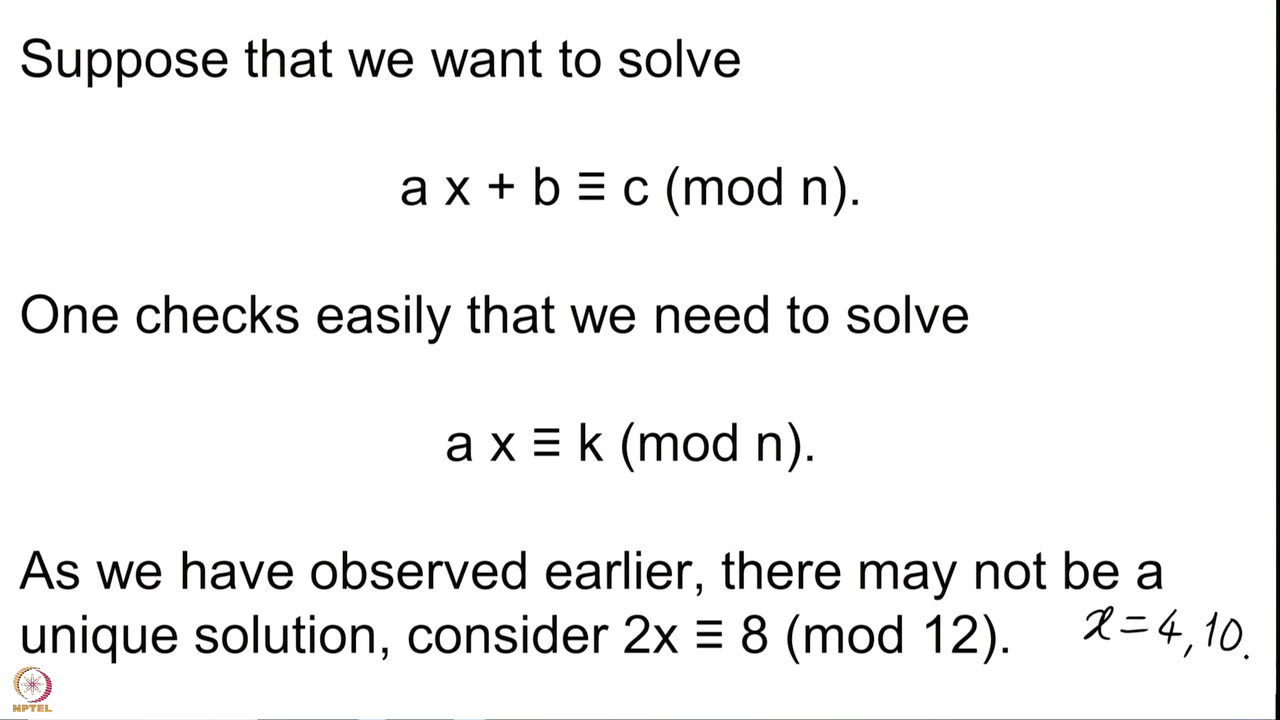 Suppose that we want to solve
a x + b ≡ c (mod n).
One checks easily that we need to solve
a x ≡ k (mod n).
As we have observed earlier, there may not be a
unique solution, consider 2x ≡ 8 (mod 12). x=4,10.
NPTEL